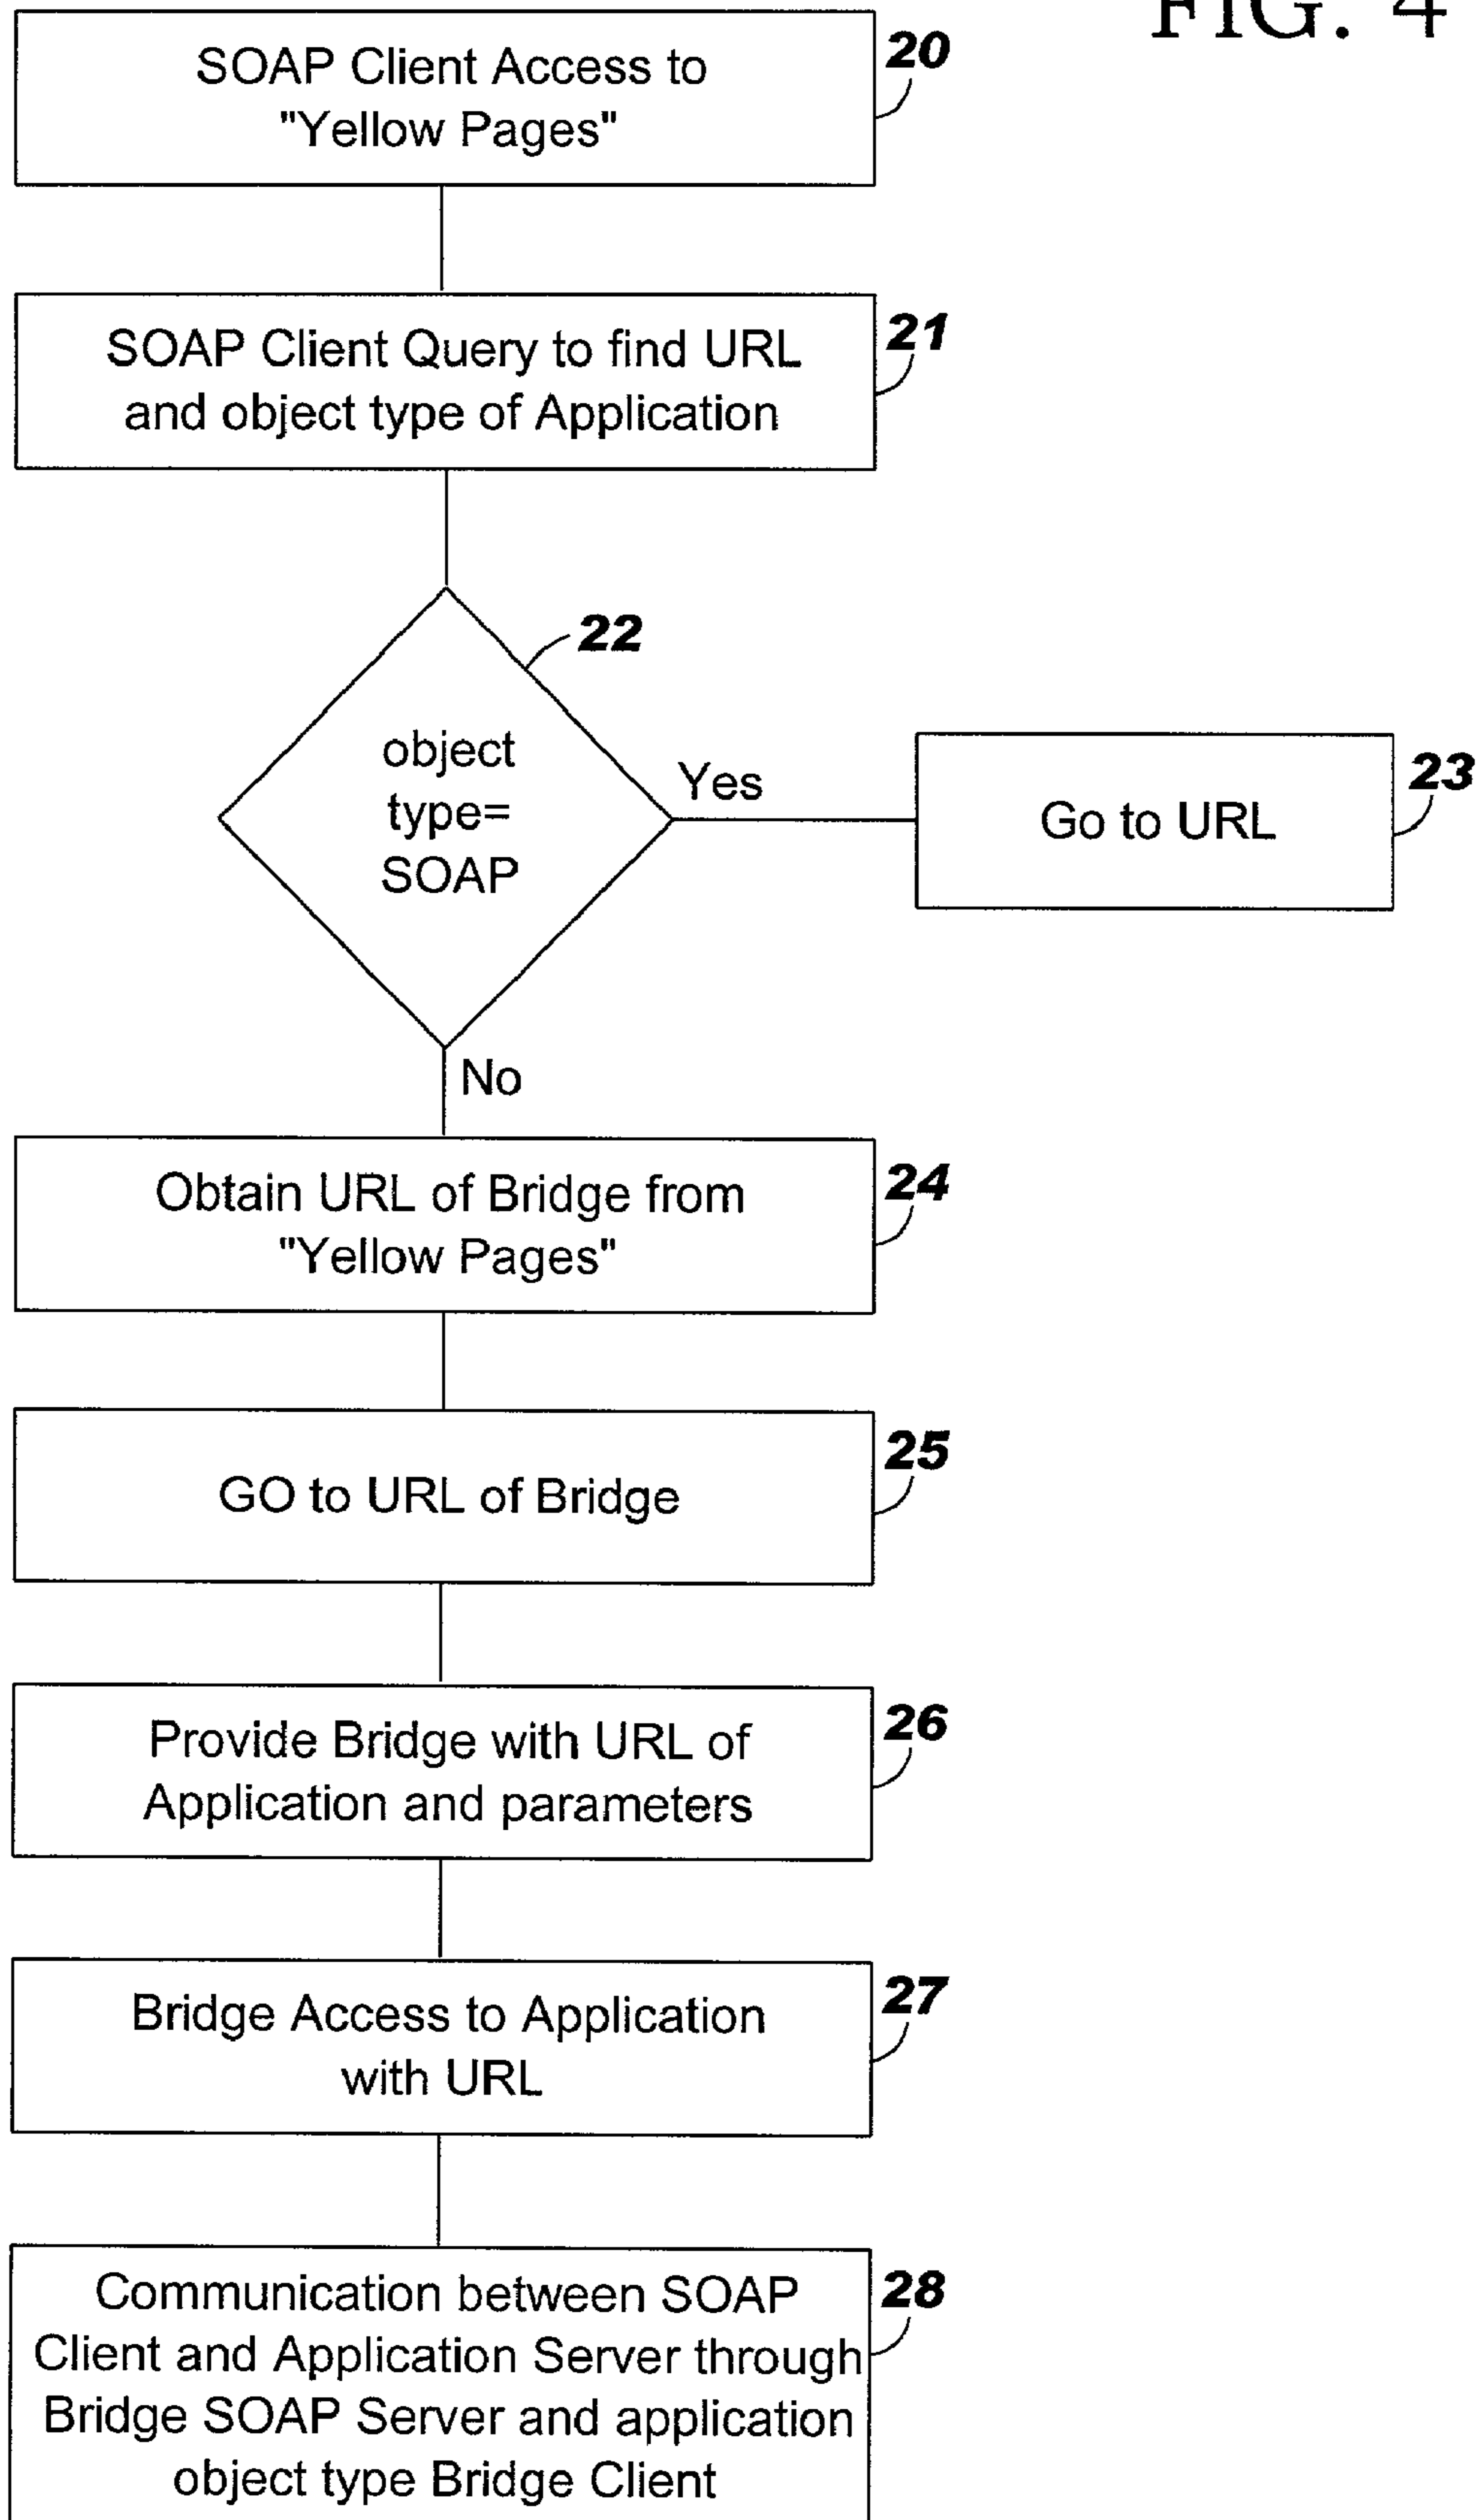 FIG. 4
SOAP Client Access to
"Yellow Pages"
20
SOAP Client Query to find URL
and object type of Application
21
22
object
type=
SOAP
Yes
Go to URL
23
No
Obtain URL of Bridge from
"Yellow Pages"
24
GO to URL of Bridge
25
Provide Bridge with URL of
Application and parameters
26
Bridge Access to Application
with URL
27
Communication between SOAP
Client and Application Server through
Bridge SOAP Server and application
object type Bridge Client
28